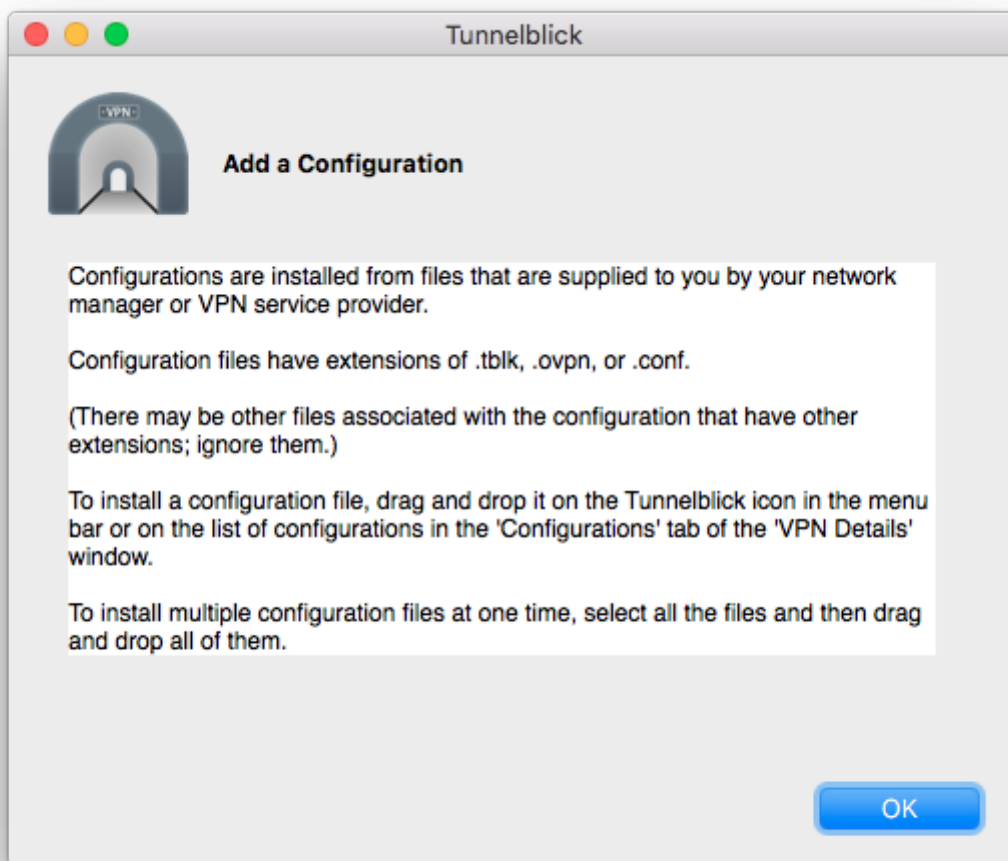 Tunnelblick
·VPN·
Add a Configuration
Configurations are installed from files that are supplied to you by your network
manager or VPN service provider.
Configuration files have extensions of .tblk, .ovpn, or .conf.
(There may be other files associated with the configuration that have other
extensions; ignore them.)
To install a configuration file, drag and drop it on the Tunnelblick icon in the menu
bar or on the list of configurations in the 'Configurations' tab of the 'VPN Details'
window.
To install multiple configuration files at one time, select all the files and then drag
and drop all of them.
OK